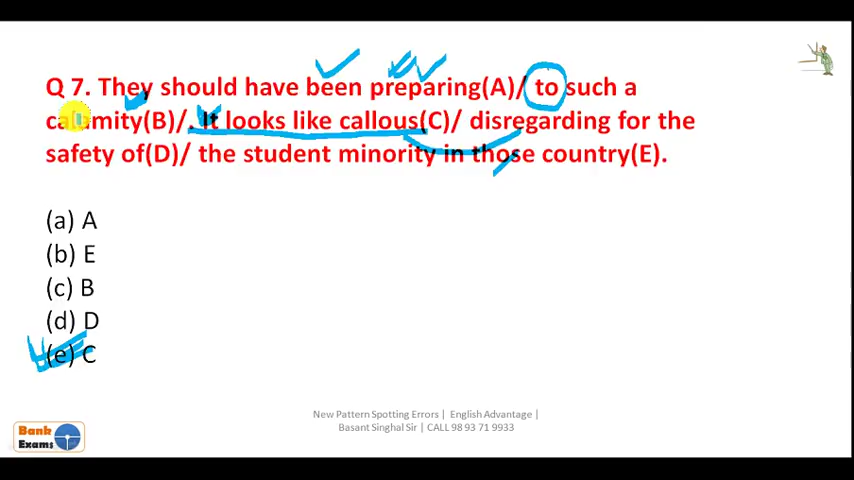 Q 7. They should have been preparing(A)/ to such a
calumity(B)/. It looks like callous(C)/ disregarding for the
safety of(D)/ the student minority in those country(E).
(a) A
(b) E
(c) B
(d) D
(e) C
New Pattern Spotting Errors | English Advantage |
Basant Singhal Sir | CALL 98 93 71 9933
Bank
Exams